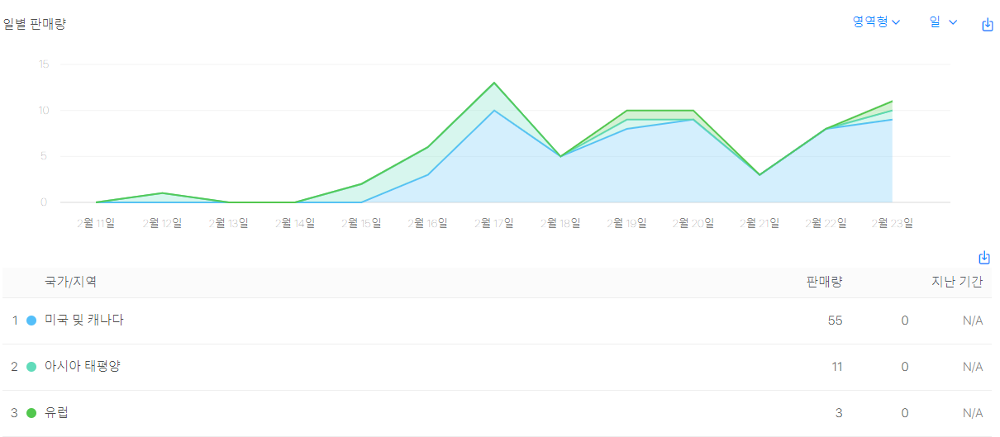 일별 판매량
영역형 일
15
10
5
0
2월 11일 2월 12일 2월 13일 2월 14일 2월 15일 2월 16일 2월 17일 2월 18일 2월 19일 2월 20일 2월 21일 2월 22일 2월 23일
국가/지역 판매량 지난 기간
1 미국 및 캐나다 55 0 N/A
2 아시아 태평양 11 0 N/A
3 유럽 3 0 N/A